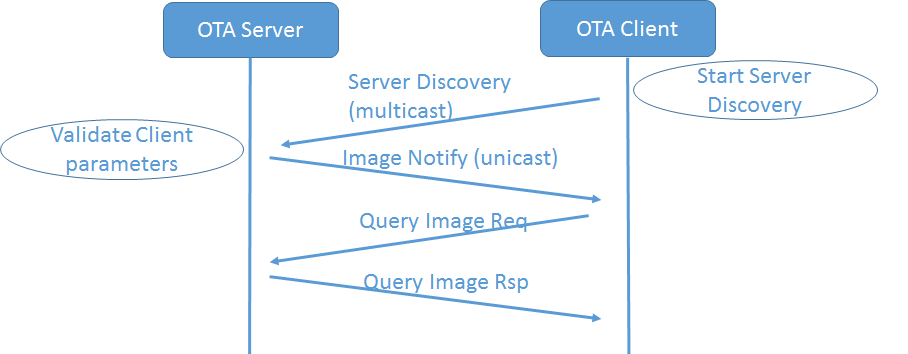 OTA Server
OTA Client
Start Server
Discovery
Server Discovery
(multicast)
Validate Client
parameters
Image Notify (unicast)
Query Image Req
Query Image Rsp